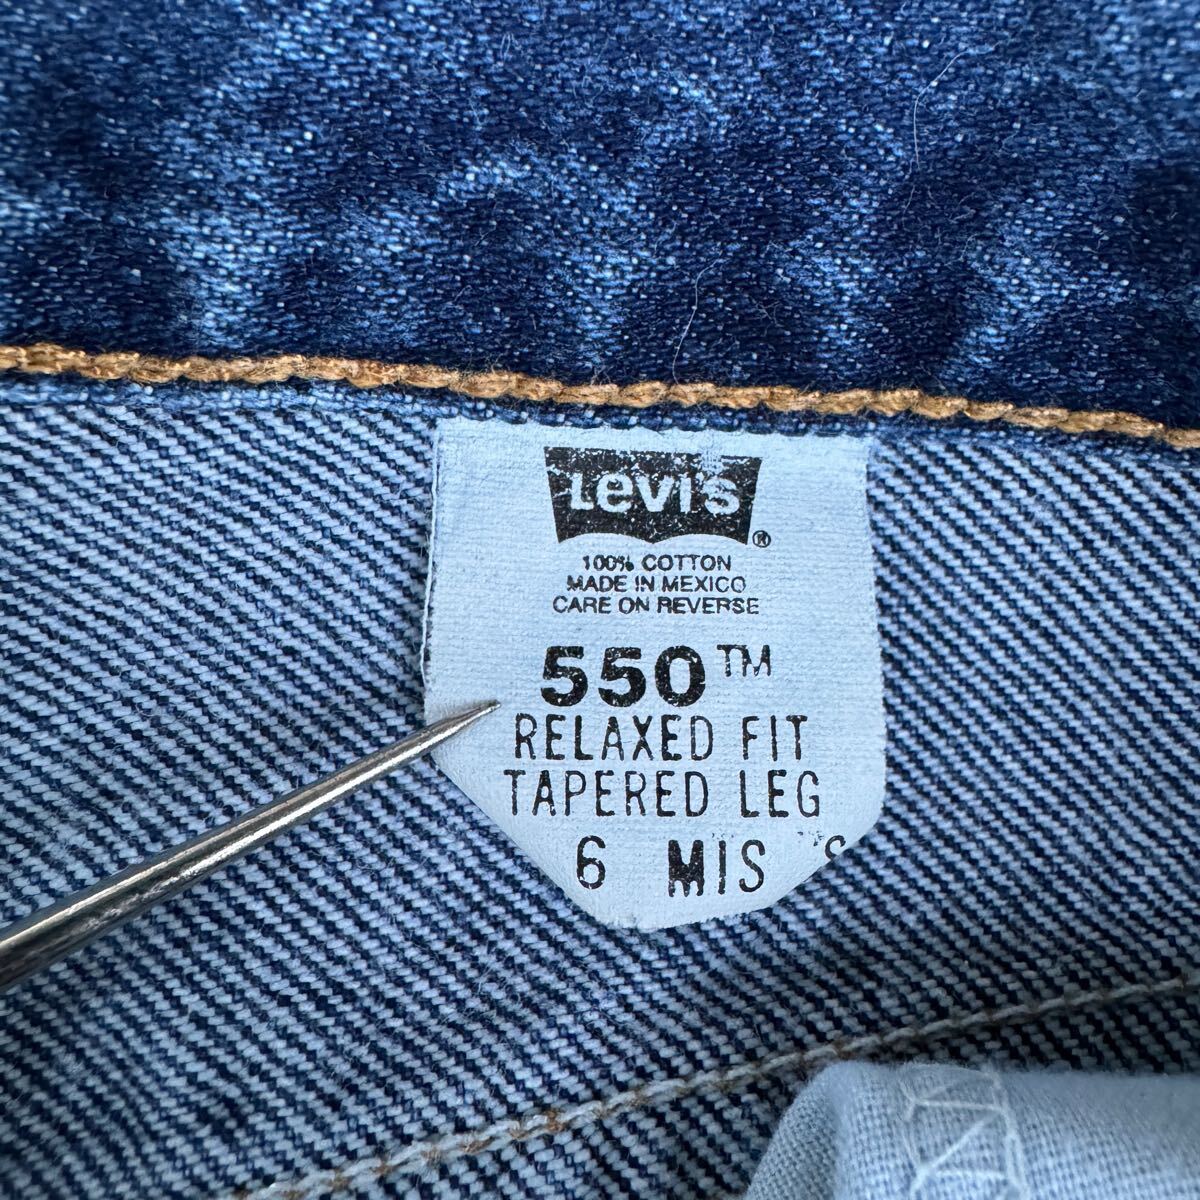 Levi's®
100% COTTON
MADE IN MEXICO
CARE ON REVERSE
550™
RELAXED FIT
TAPERED LEG
6 MIS S